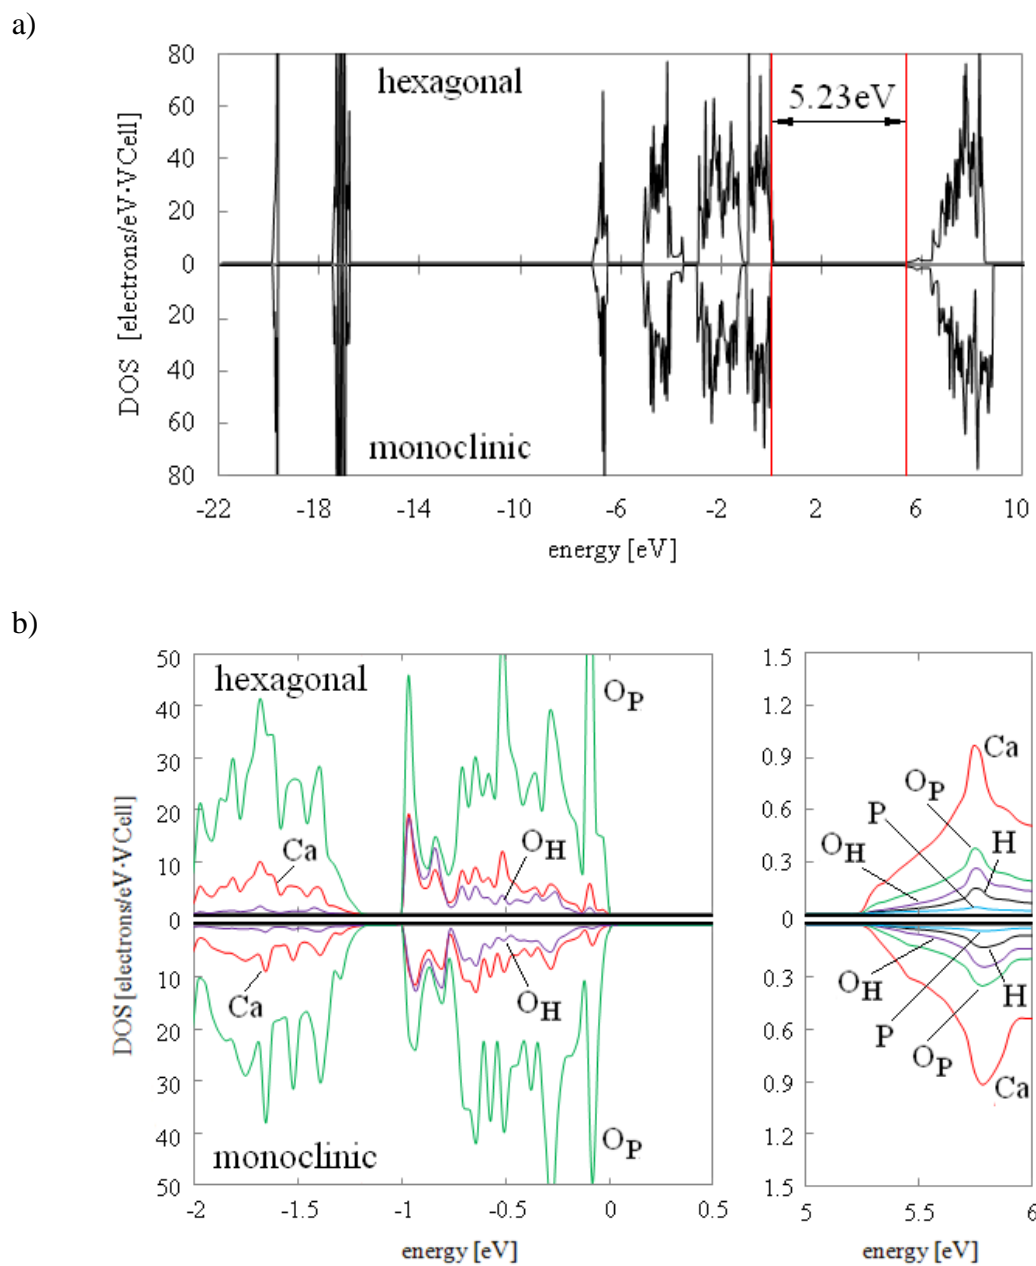 a)
DOS [electrons/eV·VCell]
80
60
40
20
0
20
40
60
80
hexagonal
5.23eV
monoclinic
-22 -18 -14 -10 -6 -2 2 6 10
energy [eV]
b)
DOS [electrons/eV·VCell]
50
40
30
20
10
0
10
20
30
40
50
hexagonal
OP
Ca
OH
Ca
OH
monoclinic
OP
-2 -1.5 -1 -0.5 0 0.5
energy [eV]
1.5
1.2
0.9
0.6
0.3
0
0.3
0.6
0.9
1.2
1.5
Ca
OP
P
H
OH
OH
H
P
OP
Ca
5 5.5 6
energy [eV]